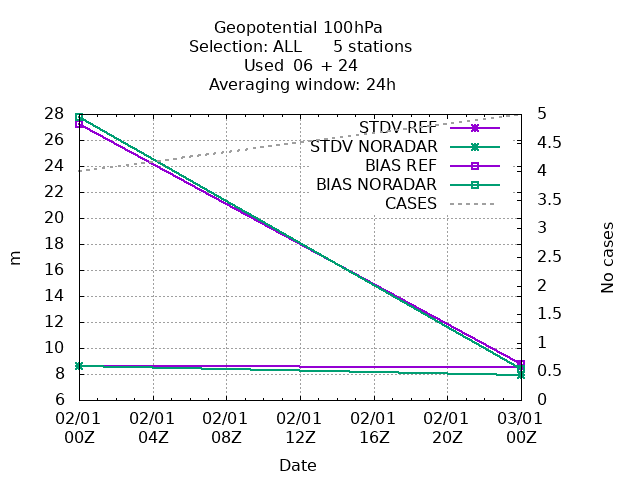 Geopotential 100hPa
Selection: ALL 5 stations
Used 06 + 24
Averaging window: 24h
28
26
24
22
20
18
16
14
12
10
8
6
m
STDV REF
STDV NORADAR
BIAS REF
BIAS NORADAR
CASES
5
4.5
4
3.5
3
2.5
2
1.5
1
0.5
0
No cases
02/01 02/01 02/01 02/01 02/01 02/01 03/01
00Z 04Z 08Z 12Z 16Z 20Z 00Z
Date